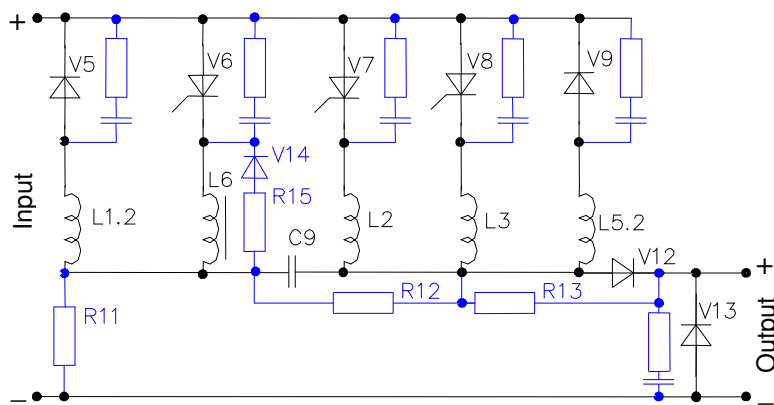 +
V5
V6
V7
V8
V9
V14
L6
R15
L1.2
C9
L2
L3
L5.2
V12
Input
R11
R12
R13
V13
+
Output
−
−